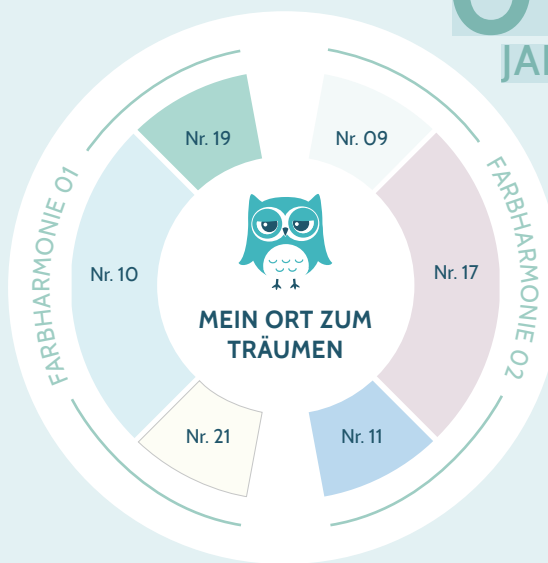 Nr. 19
Nr. 09
FARBHARMONIE 01
Nr. 10
Nr. 17
FARBHARMONIE 02
MEIN ORT ZUM
TRÄUMEN
Nr. 21
Nr. 11